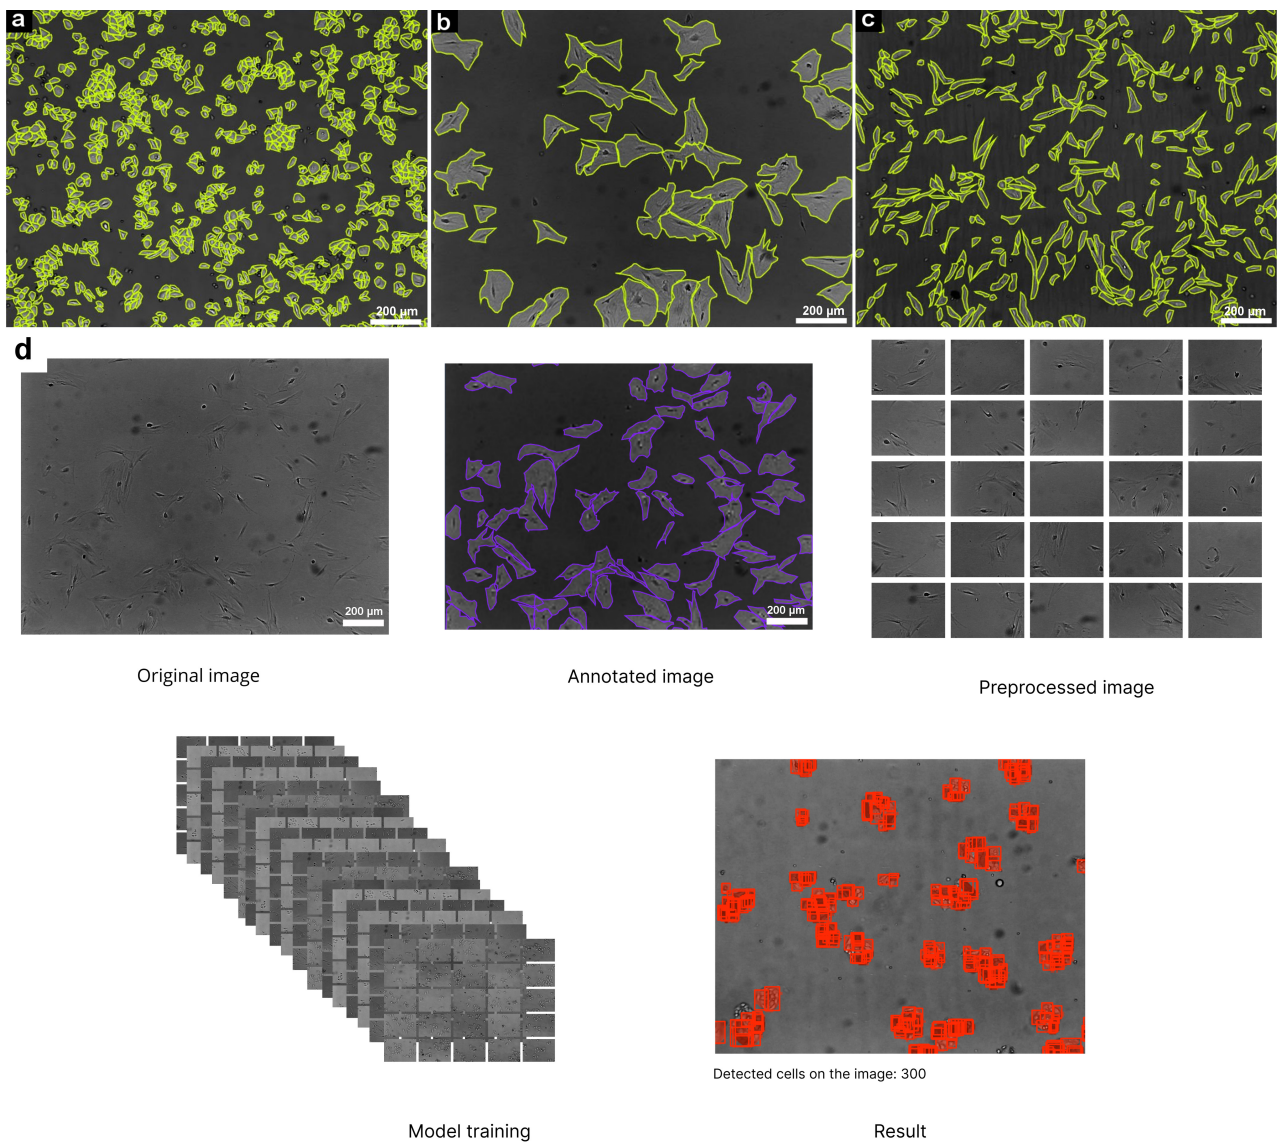 a
b
c
200 µm
200 µm
200 µm
d
200 µm
200 µm
Original image
Annotated image
Preprocessed image
Detected cells on the image: 300
Model training
Result